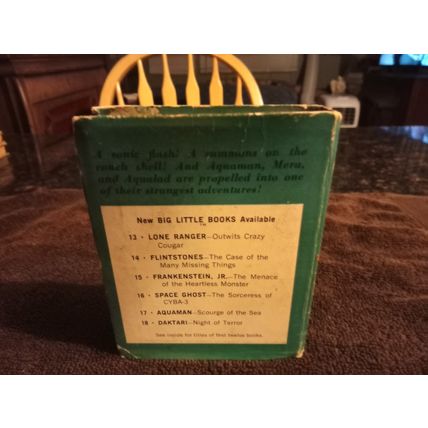 A sonic flash! A summons on the
conch shell! And Aquaman, Mera,
and Aqualad are propelled into one
of their strangest adventures!
New BIG LITTLE BOOKS Available
TM
13 • LONE RANGER—Outwits Crazy
Cougar
14 • FLINTSTONES—The Case of the
Many Missing Things
15 • FRANKENSTEIN, JR.—The Menace
of the Heartless Monster
16 • SPACE GHOST—The Sorceress of
CYBA-3
17 • AQUAMAN—Scourge of the Sea
18 • DAKTARI—Night of Terror
See inside for titles of first twelve books.